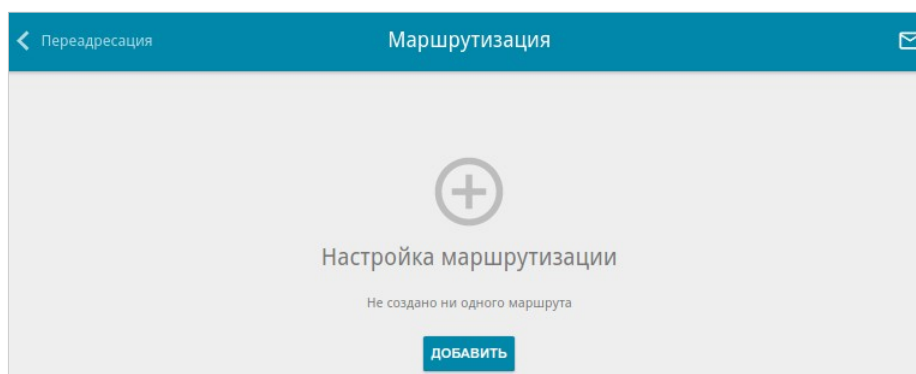 Переадресация
Маршрутизация
Настройка маршрутизации
Не создано ни одного маршрута
ДОБАВИТЬ